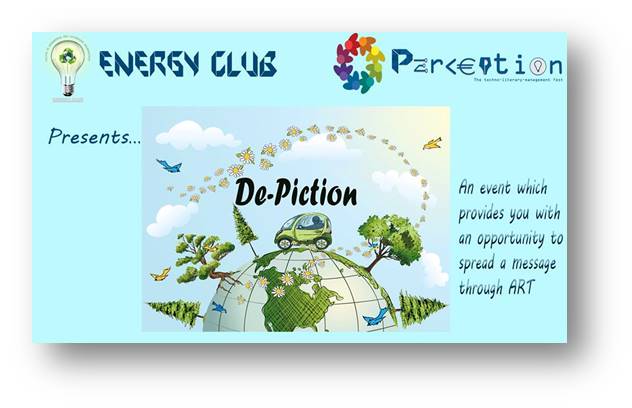 ENERGY CLUB
Parception
The techno-literary-management fest
Presents...
De-Piction
An event which
provides you with
an opportunity to
spread a message
through ART